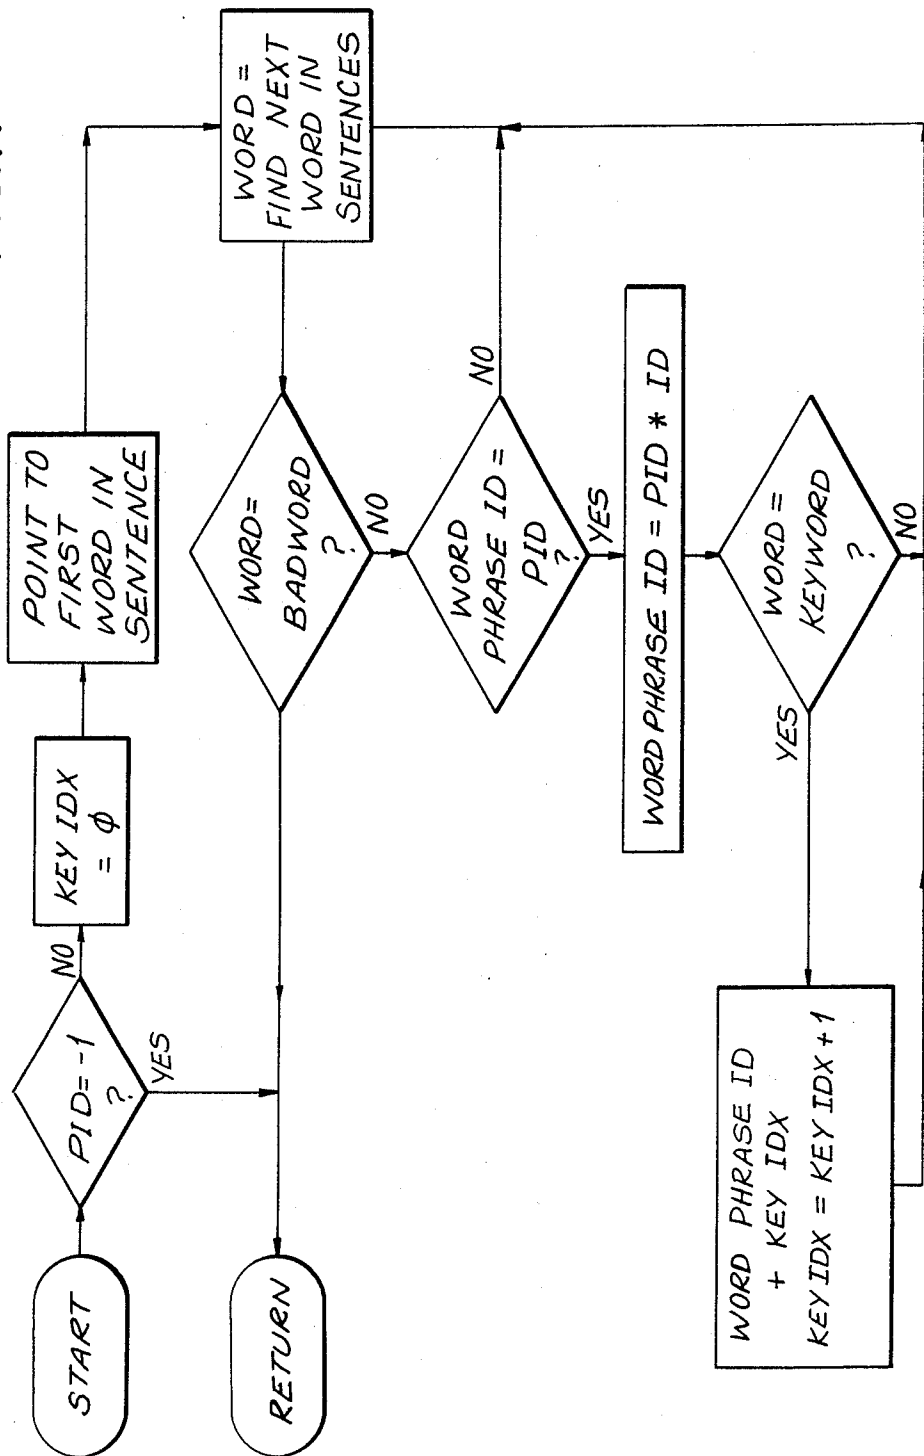 START
PID=-1
?
NO
YES
KEY IDX
= ϕ
POINT TO
FIRST
WORD IN
SENTENCE
WORD =
FIND NEXT
WORD IN
SENTENCES
WORD=
BADWORD
?
NO
RETURN
WORD
PHRASE ID =
PID
?
NO
YES
WORD PHRASE ID = PID * ID
WORD =
KEYWORD
?
YES
NO
WORD PHRASE ID
+ KEY IDX
KEY IDX = KEY IDX+1